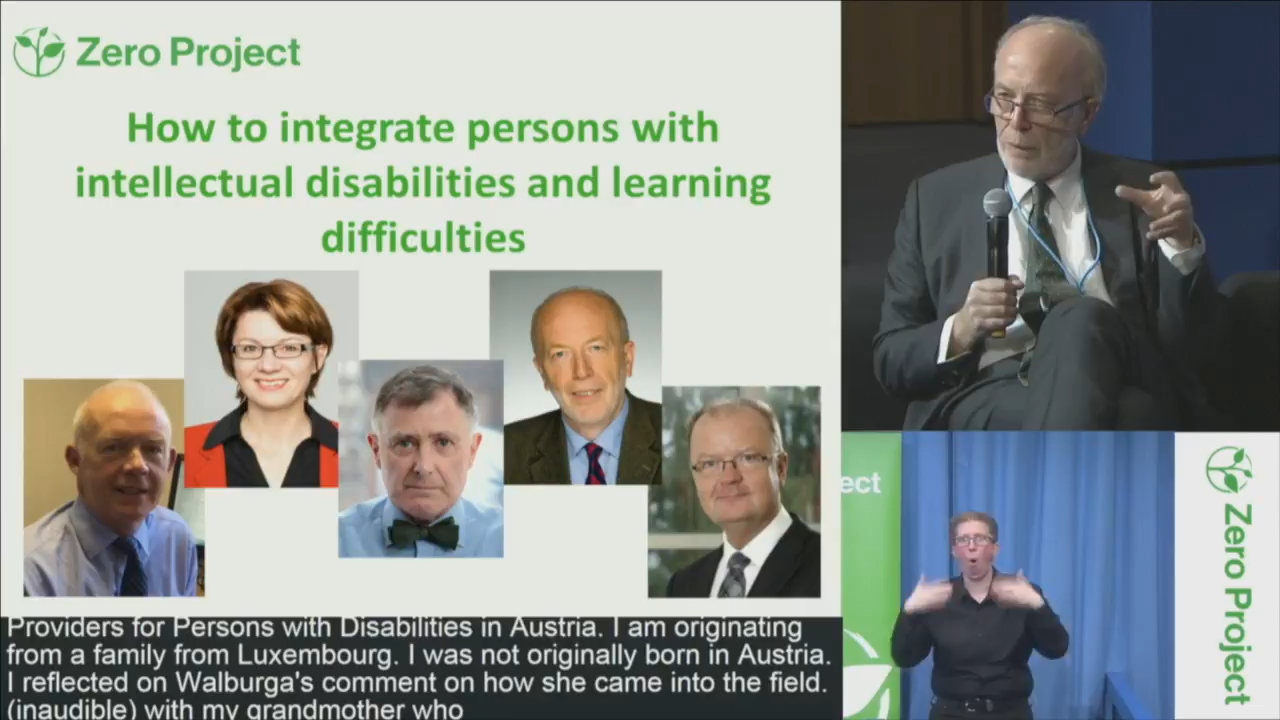 Zero Project
How to integrate persons with
intellectual disabilities and learning
difficulties
Providers for Persons with Disabilities in Austria. I am originating
from a family from Luxembourg. I was not originally born in Austria.
I reflected on Walburga's comment on how she came into the field.
(inaudible) with my grandmother who
ect
Zero Project